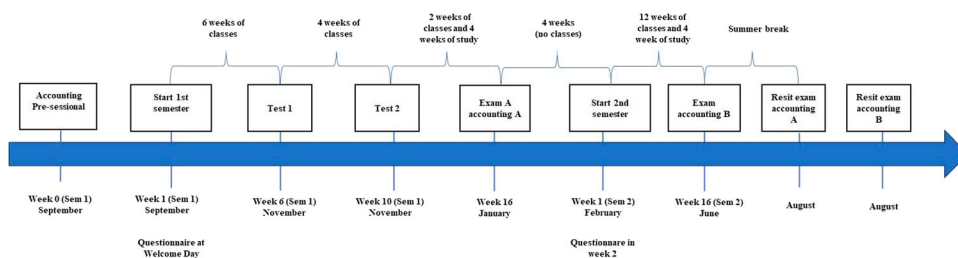 6 weeks of
classes
4 weeks of
classes
2 weeks of
classes and 4
weeks of study
4 weeks
(no classes)
12 weeks of
classes and 4
week of study
Summer break
Accounting
Pre-sessional
Start 1st
semester
Test 1
Test 2
Exam A
accounting A
Start 2nd
semester
Exam
accounting B
Resit exam
accounting
A
Resit exam
accounting
B
Week 0 (Sem 1)
September
Week 1 (Sem 1)
September
Week 6 (Sem 1)
November
Week 10 (Sem 1)
November
Week 16
January
Week 1 (Sem 2)
February
Week 16 (Sem 2)
June
August
August
Questionnaire at
Welcome Day
Questionnare in
week 2